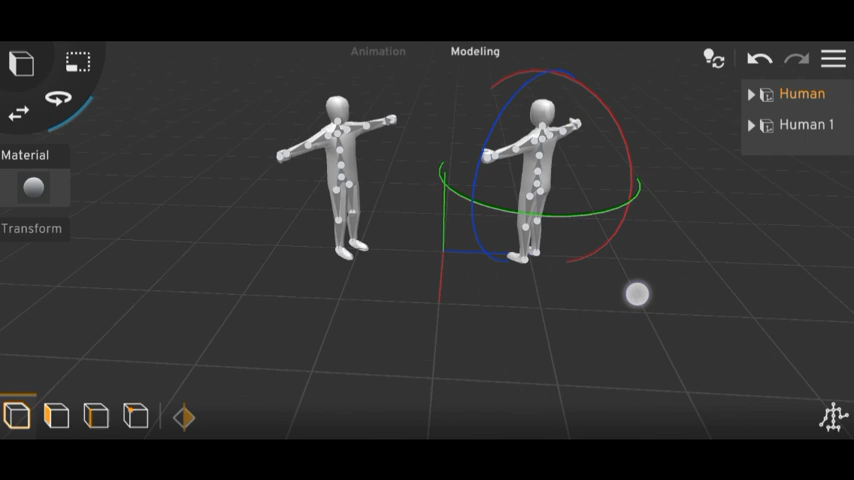 Animation
Modeling
Human
Human 1
Material
Transform